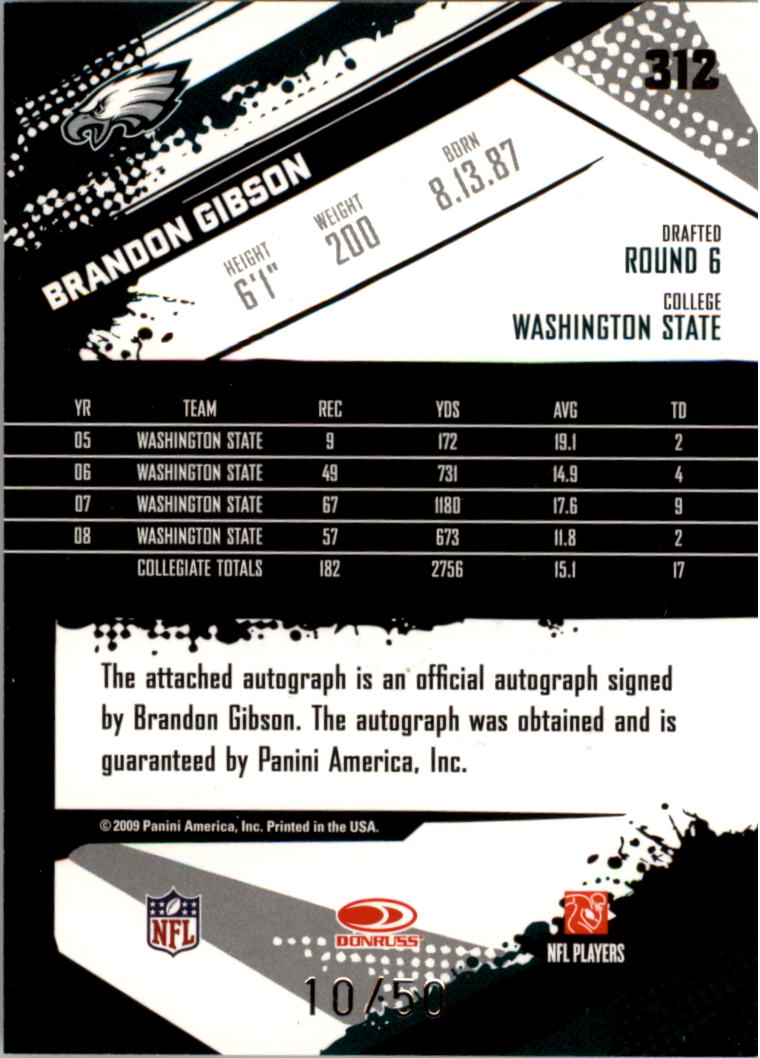 312
BRANDON GIBSON
HEIGHT
6'1"
WEIGHT
200
BORN
8.13.87
DRAFTED
ROUND 6
COLLEGE
WASHINGTON STATE
YR TEAM REC YDS AVG TD
05 WASHINGTON STATE 9 172 19.1 2
06 WASHINGTON STATE 49 731 14.9 4
07 WASHINGTON STATE 67 1180 17.6 9
08 WASHINGTON STATE 57 673 11.8 2
COLLEGIATE TOTALS 182 2756 15.1 17
The attached autograph is an official autograph signed
by Brandon Gibson. The autograph was obtained and is
guaranteed by Panini America, Inc.
© 2009 Panini America, Inc. Printed in the USA.
NFL
DONRUSS
NFL PLAYERS
10/50